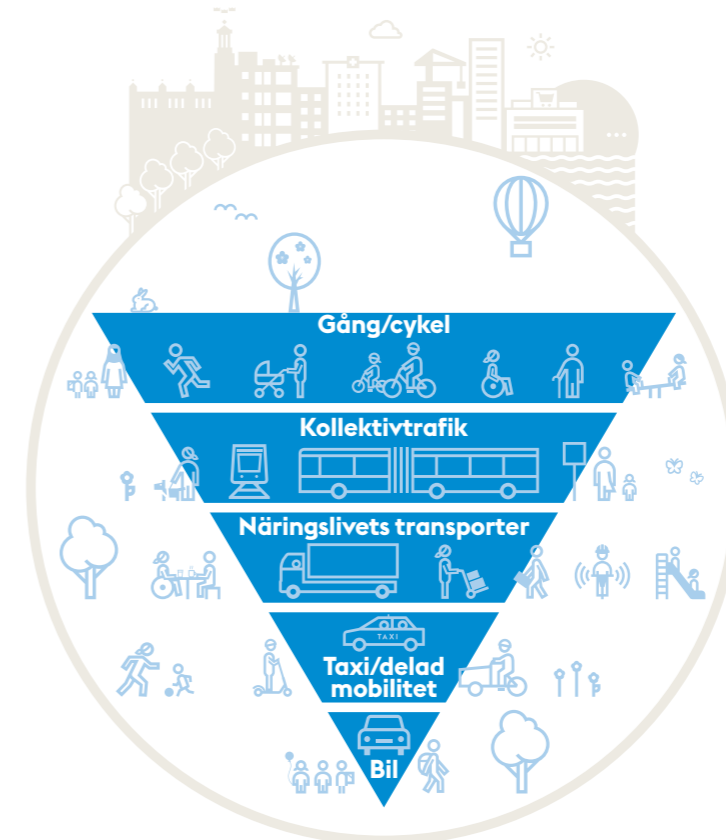 Gång/cykel
Kollektivtrafik
Näringslivets transporter
TAXI
Taxi/delad
mobilitet
Bil